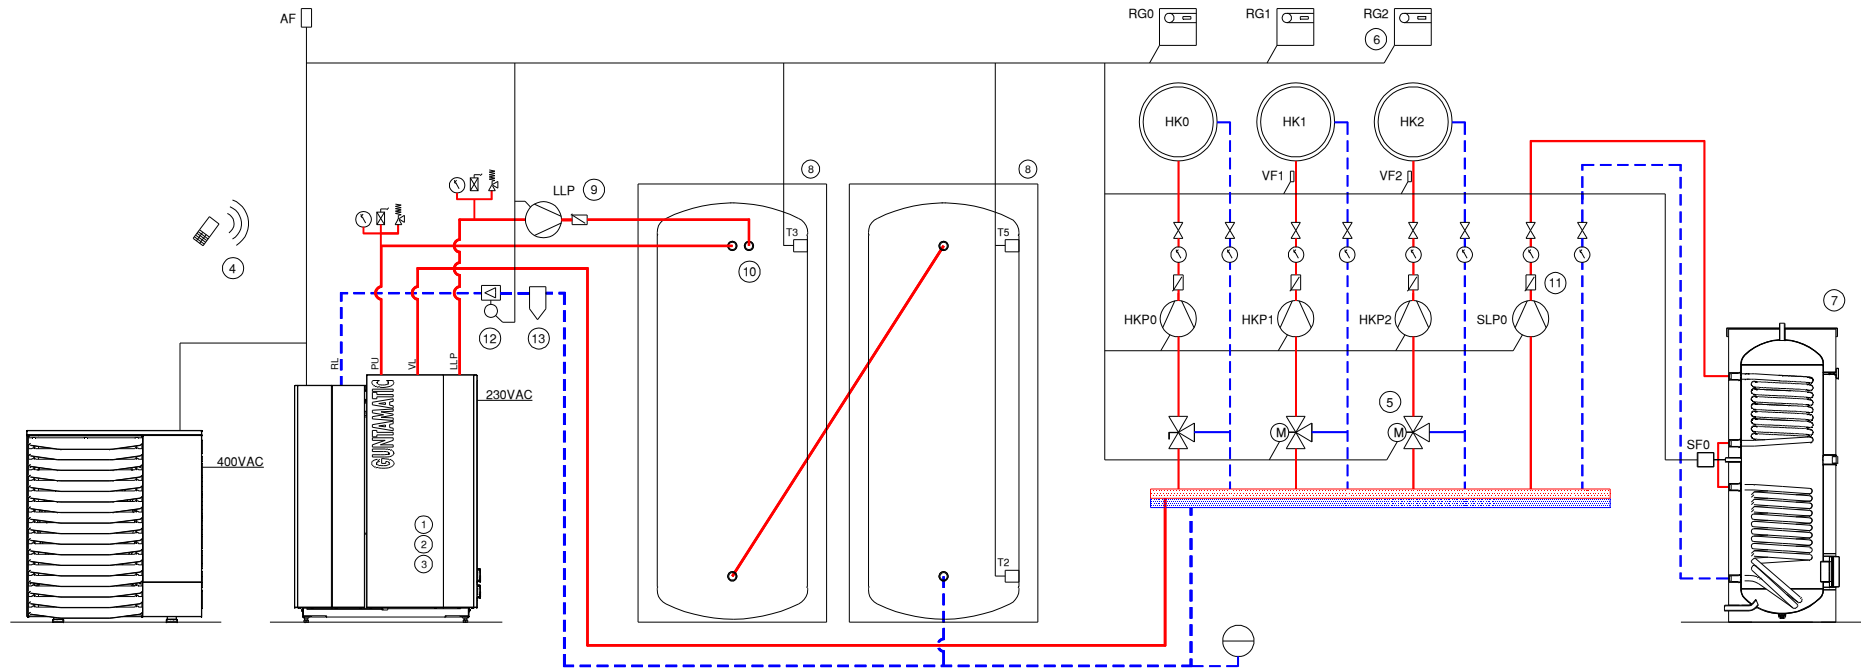 AF
RG0
RG1
RG2
6
HK0
HK1
HK2
8
8
LLP
9
VF1
VF2
T3
T5
4
10
11
7
HKP0
HKP1
HKP2
SLP0
12
13
RL
PU
VL
LLP
GUNTAMATIC
230VAC
5
M
M
SF0
400VAC
1
2
3
T2